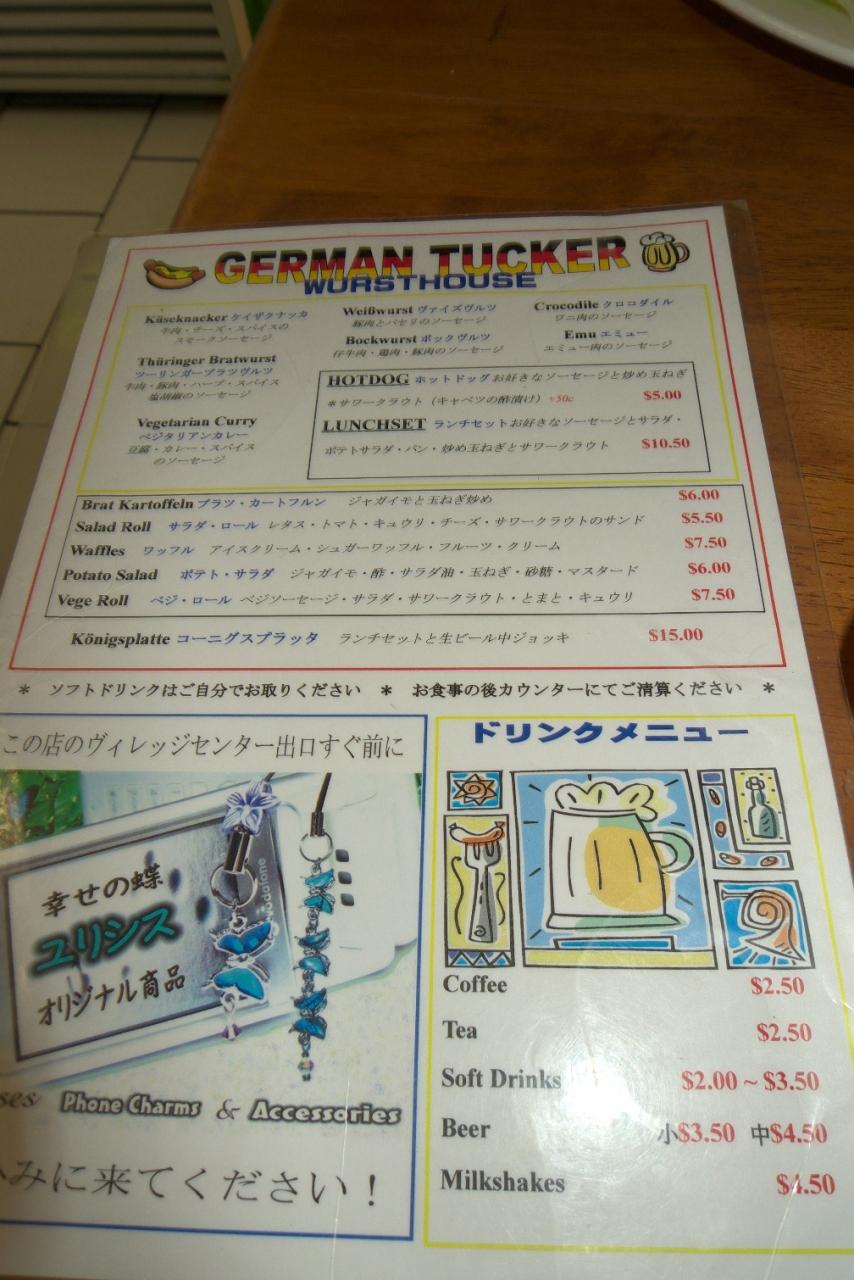 GERMAN TUCKER
WURSTHOUSE
Käseknacker ケイザクナッカ
牛肉・チーズ・スパイスの
スモークソーセージ
Thüringer Bratwurst
ツーリンガーブラツヴルツ
牛肉・豚肉・ハーブ・スパイス
塩胡椒のソーセージ
Vegetarian Curry
ベジタリアンカレー
豆腐・カレー・スパイス
のソーセージ
Weißwurst ヴァイズヴルツ
豚肉とパセリのソーセージ
Bockwurst ボックヴルツ
仔牛肉・鶏肉・豚肉のソーセージ
Crocodile クロコダイル
ワニ肉のソーセージ
Emu エミュー
エミュー肉のソーセージ
HOTDOG ホットドッグ お好きなソーセージと炒め玉ねぎ
*サワークラウト（キャベツの酢漬け）+50c $5.00
LUNCHSET ランチセット お好きなソーセージとサラダ・
ポテトサラダ・パン・炒め玉ねぎとサワークラウト $10.50
Brat Kartoffeln ブラツ・カートフルン ジャガイモと玉ねぎ炒め $6.00
Salad Roll サラダ・ロール レタス・トマト・キュウリ・チーズ・サワークラウトのサンド $5.50
Waffles ワッフル アイスクリーム・シュガーワッフル・フルーツ・クリーム $7.50
Potato Salad ポテト・サラダ ジャガイモ・酢・サラダ油・玉ねぎ・砂糖・マスタード $6.00
Vege Roll ベジ・ロール ベジソーセージ・サラダ・サワークラウト・とまと・キュウリ $7.50
Königsplatte コーニグスプラッタ ランチセットと生ビール中ジョッキ $15.00
* ソフトドリンクはご自分でお取りください * お食事の後カウンターにてご清算ください *
この店のヴィレッジセンター出口すぐ前に
幸せの蝶
ユリシス
オリジナル商品
vodafone
Phone Charms & Accessories
みに来てください！
ドリンクメニュー
Coffee $2.50
Tea $2.50
Soft Drinks $2.00 ~ $3.50
Beer 小$3.50 中$4.50
Milkshakes $4.50